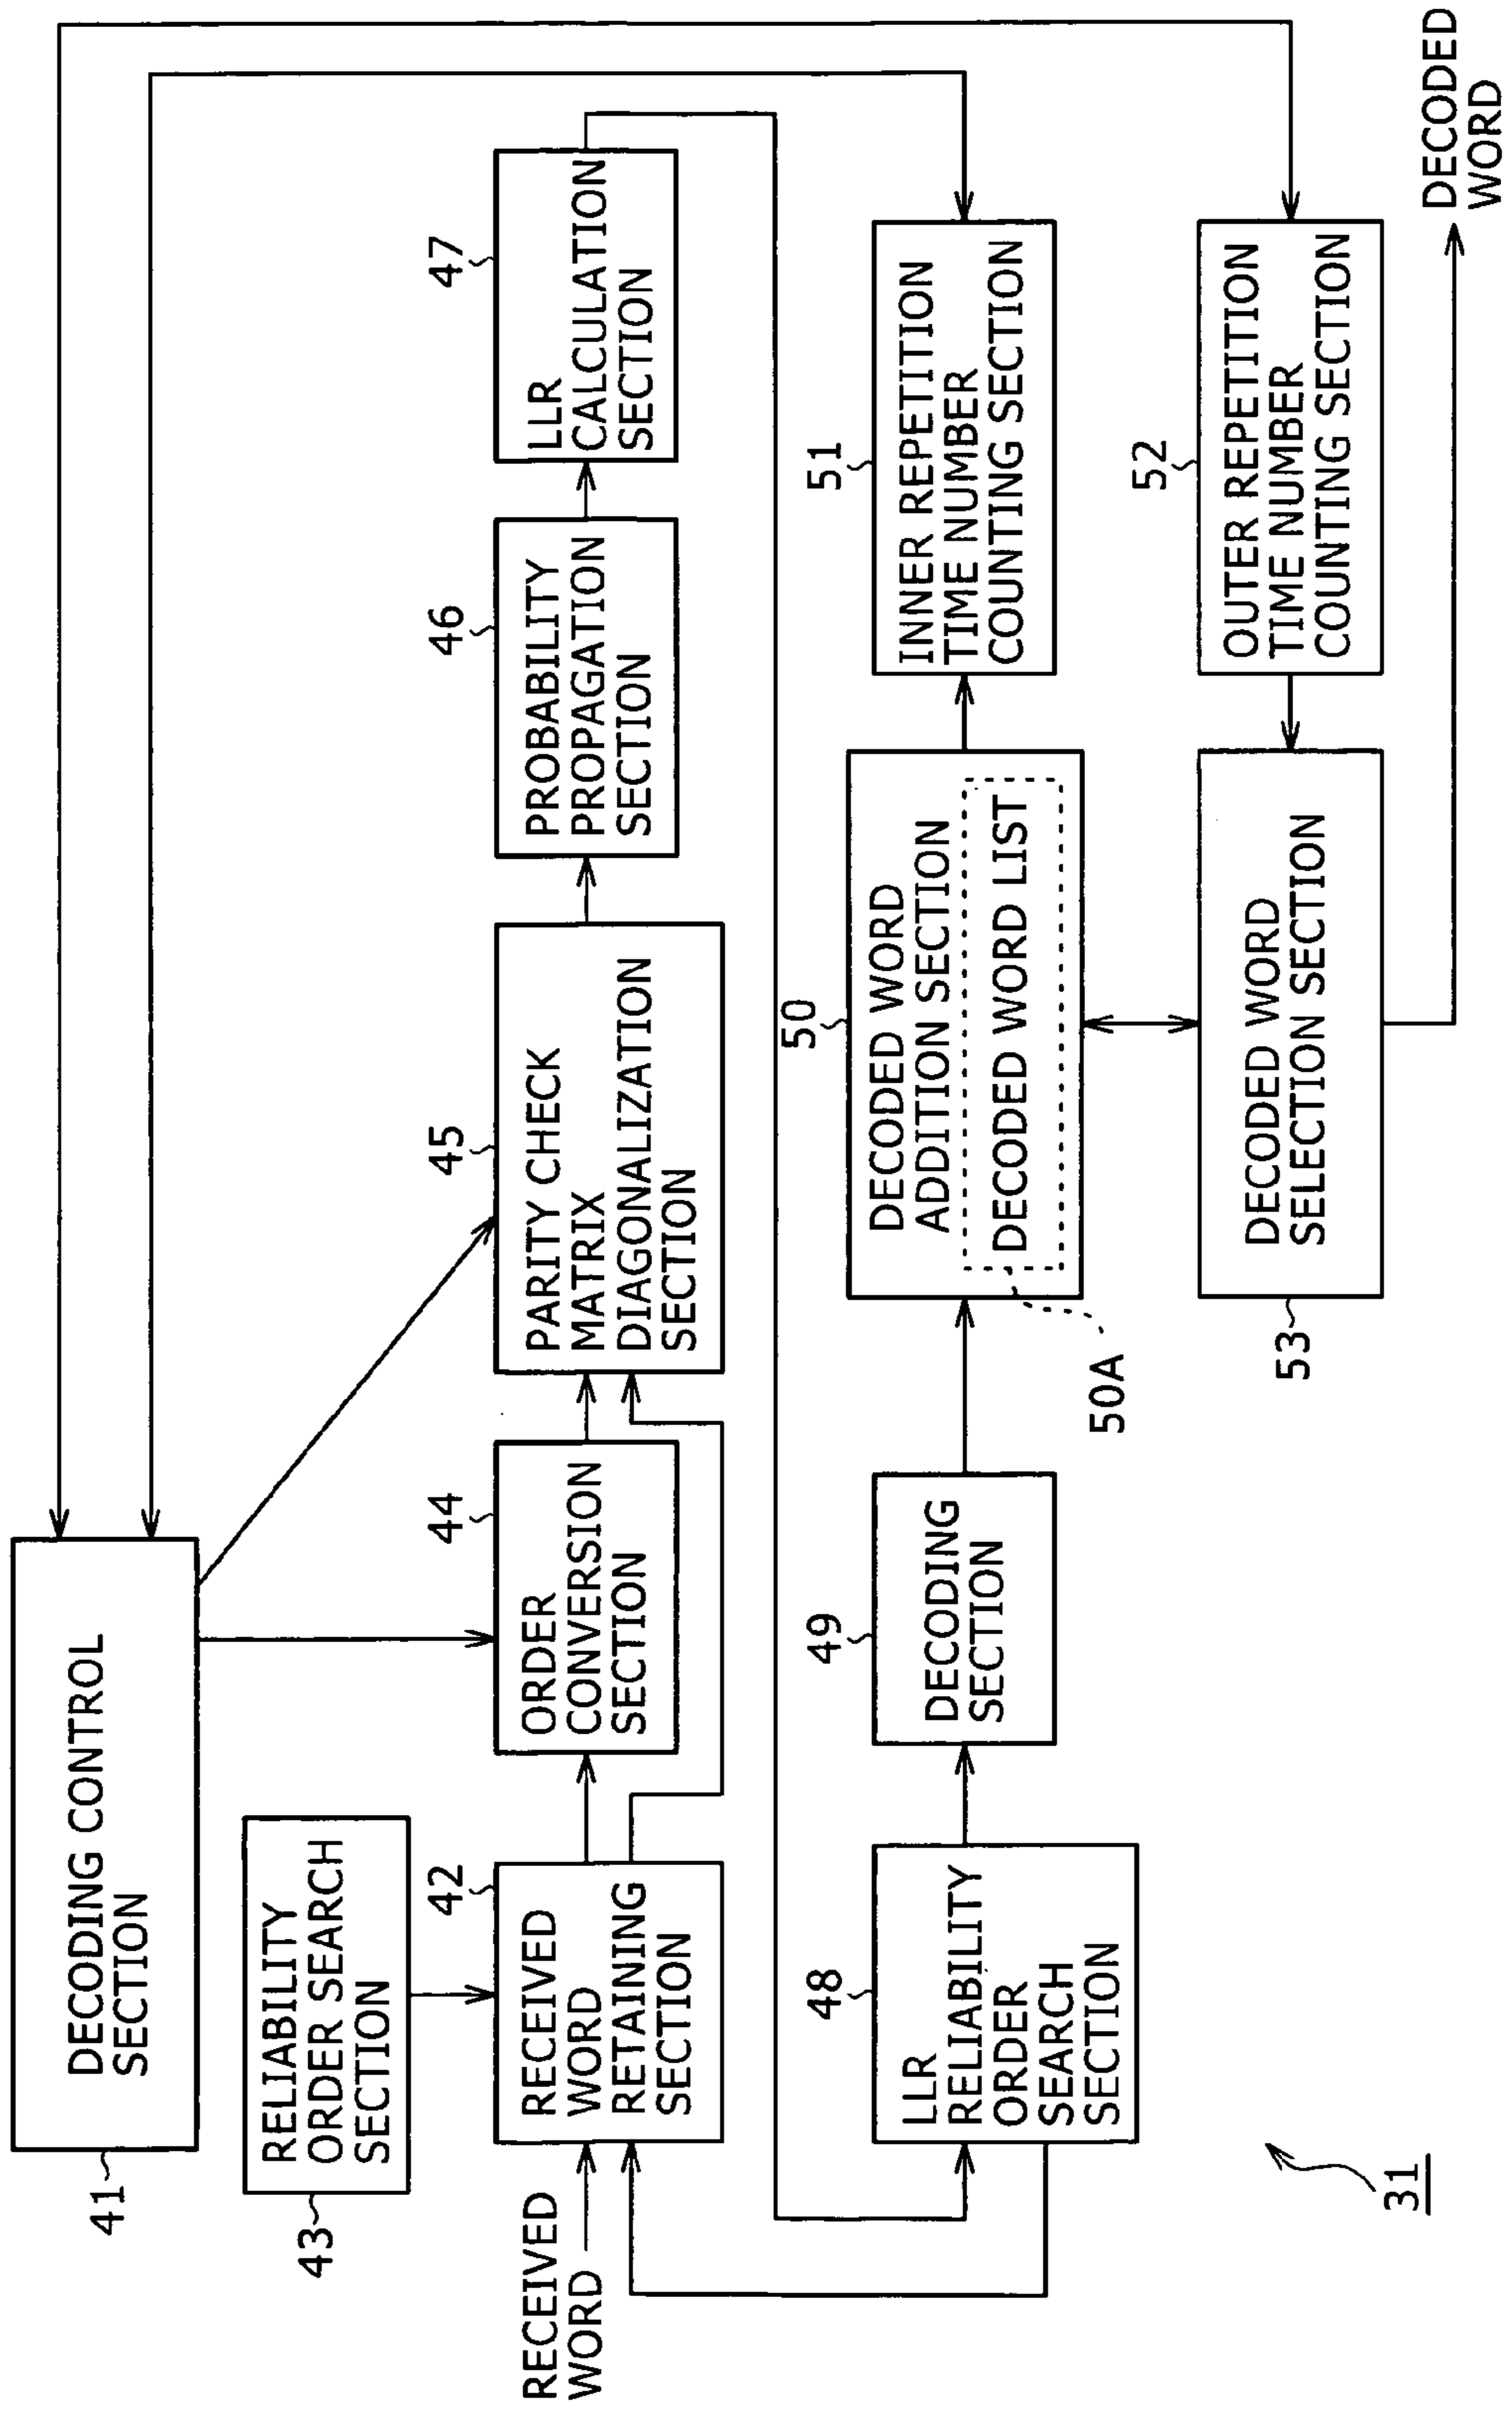 41
DECODING CONTROL
SECTION
43
RELIABILITY
ORDER SEARCH
SECTION
RECEIVED
WORD
42
RECEIVED
WORD
RETAINING
SECTION
44
ORDER
CONVERSION
SECTION
45
PARITY CHECK
MATRIX
DIAGONALIZATION
SECTION
46
PROBABILITY
PROPAGATION
SECTION
47
LLR
CALCULATION
SECTION
48
LLR
RELIABILITY
ORDER
SEARCH
SECTION
49
DECODING
SECTION
50
DECODED WORD
ADDITION SECTION
DECODED WORD LIST
50A
51
INNER REPETITION
TIME NUMBER
COUNTING SECTION
52
OUTER REPETITION
TIME NUMBER
COUNTING SECTION
53
DECODED WORD
SELECTION SECTION
DECODED
WORD
31